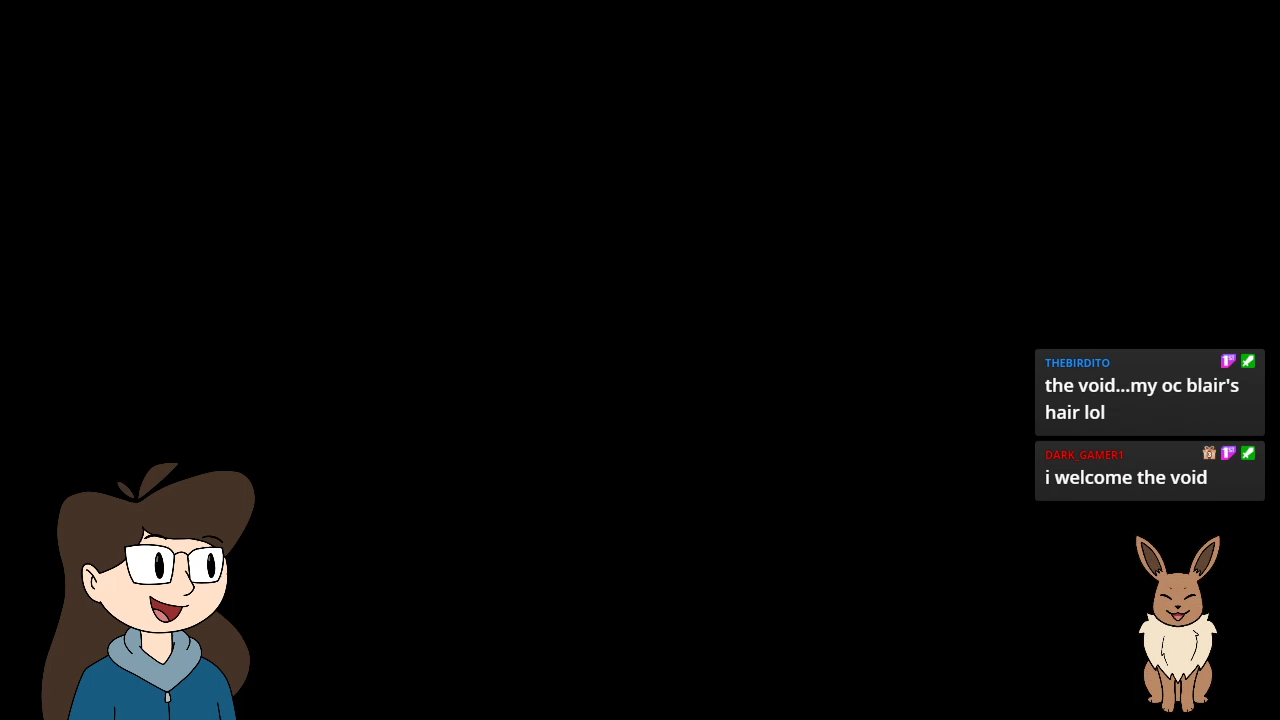 THEBIRDITO
the void...my oc blair's
hair lol
DARK_GAMER1
i welcome the void